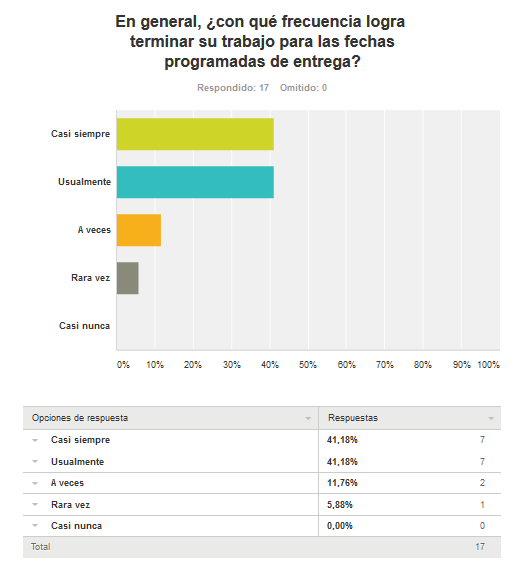 En general, ¿con qué frecuencia logra
terminar su trabajo para las fechas
programadas de entrega?
Respondido: 17 Omitido: 0
Casi siempre
Usualmente
A veces
Rara vez
Casi nunca
0% 10% 20% 30% 40% 50% 60% 70% 80% 90% 100%
Opciones de respuesta Respuestas
Casi siempre 41,18% 7
Usualmente 41,18% 7
A veces 11,76% 2
Rara vez 5,88% 1
Casi nunca 0,00% 0
Total 17